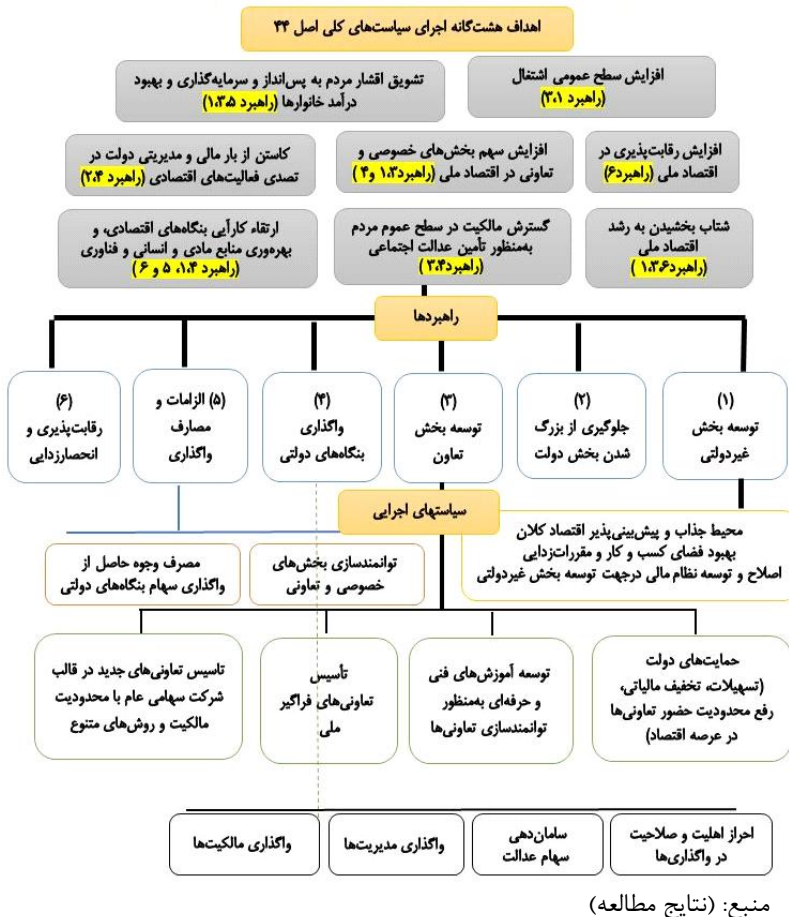 اهداف هشت‌گانه اجرای سیاست‌های کلی اصل ۴۴
افزایش سطح عمومی اشتغال
(راهبرد ۳،۱)
تشویق اقشار مردم به پس‌انداز و سرمایه‌گذاری و بهبود
درآمد خانوارها (راهبرد ۱،۳،۵)
افزایش رقابت‌پذیری در
اقتصاد ملی (راهبرد۶)
افزایش سهم بخش‌های خصوصی و
تعاونی در اقتصاد ملی (راهبرد۱،۳ و۴ )
کاستن از بار مالی و مدیریتی دولت در
تصدی فعالیت‌های اقتصادی (راهبرد ۲،۴)
شتاب بخشیدن به رشد
اقتصاد ملی
(راهبرد۱،۳،۶ )
گسترش مالکیت در سطح عموم مردم
به‌منظور تأمین عدالت اجتماعی
(راهبرد۳،۴ )
ارتقاء کارآیی بنگاه‌های اقتصادی، و
بهره‌وری منابع مادی و انسانی و فناوری
(راهبرد ۱،۴، ۵ و ۶ )
راهبردها
(۱)
توسعه بخش
غیردولتی
(۲)
جلوگیری از بزرگ
شدن بخش دولت
(۳)
توسعه بخش
تعاون
(۴)
واگذاری
بنگاه‌های دولتی
(۵) الزامات و
مصارف
واگذاری
(۶)
رقابت‌پذیری و
انحصارزدایی
سیاستهای اجرایی
محیط جذاب و پیش‌بینی‌پذیر اقتصاد کلان
بهبود فضای کسب و کار و مقررات‌زدایی
اصلاح و توسعه نظام مالی درجهت توسعه بخش غیردولتی
توانمندسازی بخش‌های
خصوصی و تعاونی
مصرف وجوه حاصل از
واگذاری سهام بنگاه‌های دولتی
حمایت‌های دولت
(تسهیلات، تخفیف مالیاتی،
رفع محدودیت حضور تعاونی‌ها
در عرصه اقتصاد)
توسعه آموزش‌های فنی
و حرفه‌ای به‌منظور
توانمندسازی تعاونی‌ها
تأسیس
تعاونی‌های فراگیر
ملی
تاسیس تعاونی‌های جدید در قالب
شرکت سهامی عام با محدودیت
مالکیت و روش‌های متنوع
احراز اهلیت و صلاحیت
در واگذاری‌ها
سامان‌دهی
سهام عدالت
واگذاری مدیریت‌ها
واگذاری مالکیت‌ها
منبع: (نتایج مطالعه)